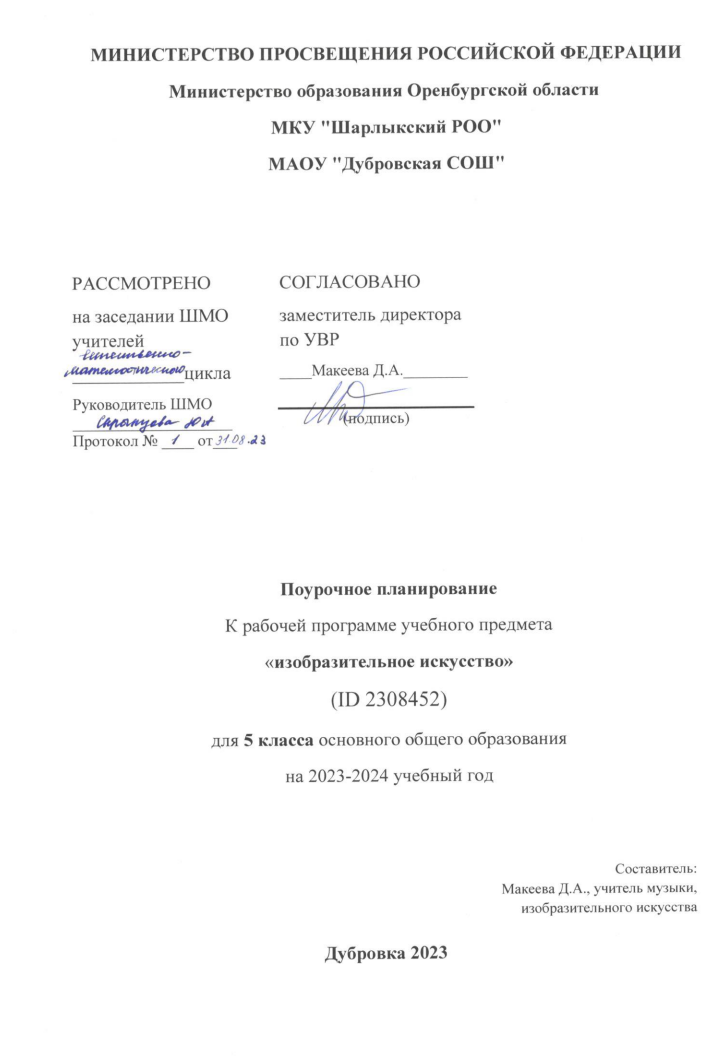 МИНИСТЕРСТВО ПРОСВЕЩЕНИЯ РОССИЙСКОЙ ФЕДЕРАЦИИ
Министерство образования Оренбургской области
МКУ "Шарлыкский РОО"
МАОУ "Дубровская СОШ"
РАССМОТРЕНО
на заседании ШМО
учителей
естественно-
математического цикла
Руководитель ШМО
Протокол № 1 от 31.08.23
СОГЛАСОВАНО
заместитель директора
по УВР
____Макеева Д.А.________
(подпись)
Поурочное планирование
К рабочей программе учебного предмета
«изобразительное искусство»
(ID 2308452)
для 5 класса основного общего образования
на 2023-2024 учебный год
Составитель:
Макеева Д.А., учитель музыки,
изобразительного искусства
Дубровка 2023